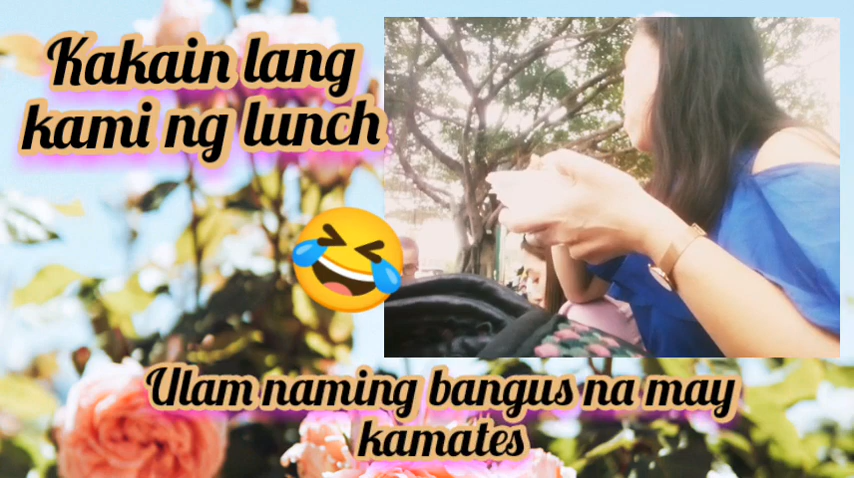 Kakain lang
kami ng lunch
Ulam naming bangus na may
kamates